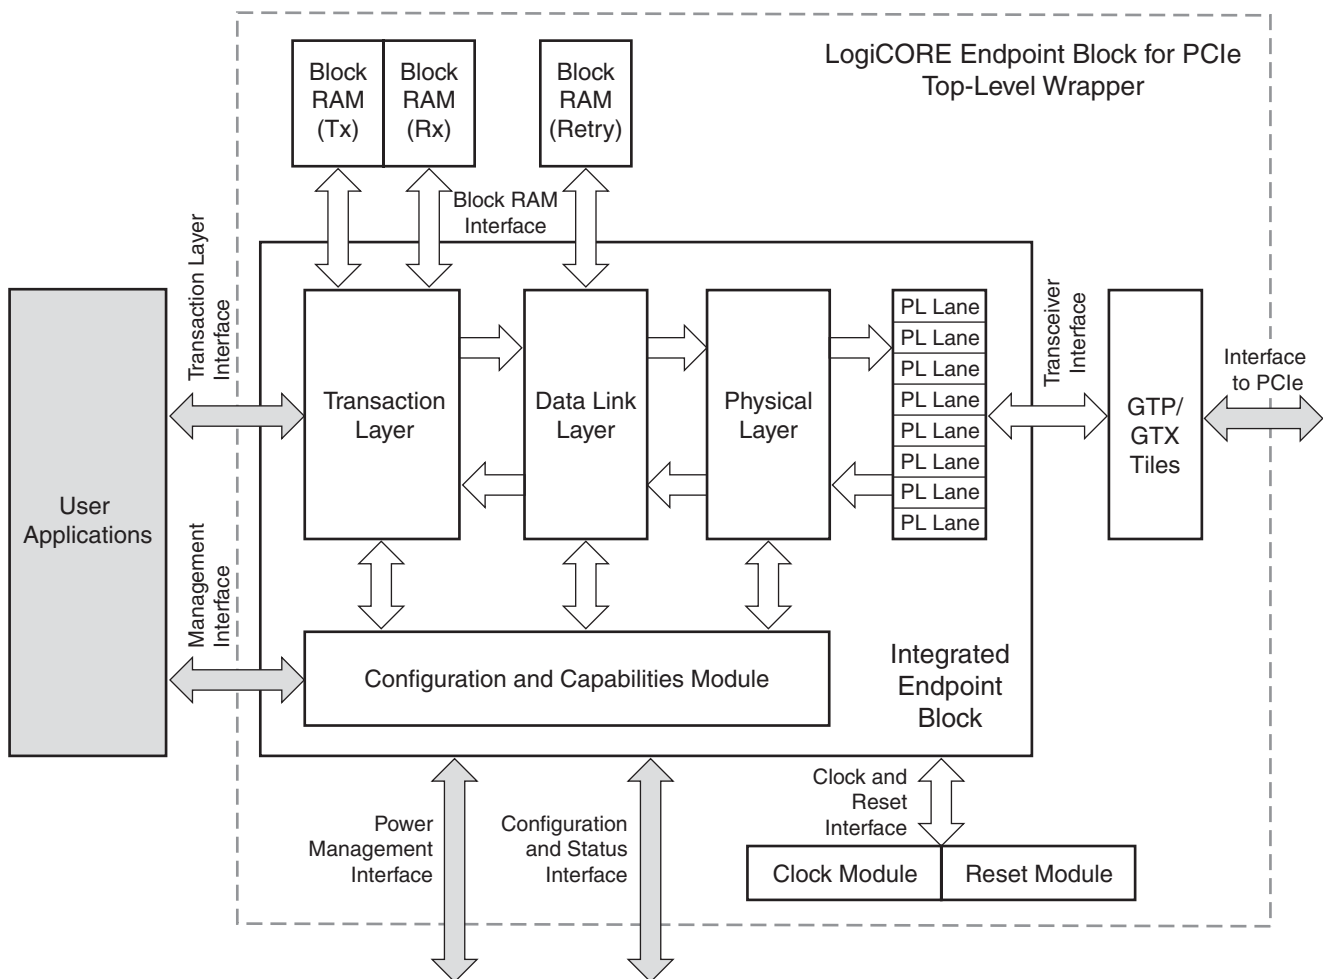 LogiCORE Endpoint Block for PCIe
Top-Level Wrapper
Block
RAM
(Tx)
Block
RAM
(Rx)
Block
RAM
(Retry)
Block RAM
Interface
Transaction Layer
Interface
Transceiver
Interface
Interface
to PCIe
User
Applications
Transaction
Layer
Data Link
Layer
Physical
Layer
PL Lane
PL Lane
PL Lane
PL Lane
PL Lane
PL Lane
PL Lane
PL Lane
GTP/
GTX
Tiles
Management
Interface
Configuration and Capabilities Module
Integrated
Endpoint
Block
Power
Management
Interface
Configuration
and Status
Interface
Clock and
Reset
Interface
Clock Module
Reset Module